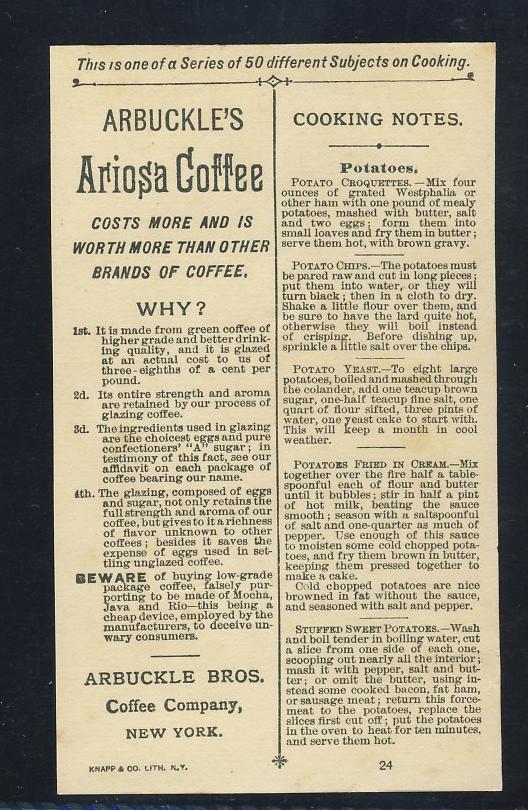 This is one of a Series of 50 different Subjects on Cooking.
ARBUCKLE'S
Ariosa Coffee
COSTS MORE AND IS
WORTH MORE THAN OTHER
BRANDS OF COFFEE.
WHY?
1st. It is made from green coffee of
higher grade and better drink-
ing quality, and it is glazed
at an actual cost to us of
three-eighths of a cent per
pound.
2d. Its entire strength and aroma
are retained by our process of
glazing coffee.
3d. The ingredients used in glazing
are the choicest eggs and pure
confectioners' "A" sugar; in
testimony of this fact, see our
affidavit on each package of
coffee bearing our name.
4th. The glazing, composed of eggs
and sugar, not only retains the
full strength and aroma of our
coffee, but gives to it a richness
of flavor unknown to other
coffees; besides it saves the
expense of eggs used in set-
tling unglazed coffee.
BEWARE of buying low-grade
package coffee, falsely pur-
porting to be made of Mocha,
Java and Rio—this being a
cheap device, employed by the
manufacturers, to deceive un-
wary consumers.
ARBUCKLE BROS.
Coffee Company,
NEW YORK.
KNAPP & CO. LITH. N.Y.
COOKING NOTES.
Potatoes.
POTATO CROQUETTES.—Mix four
ounces of grated Westphalia or
other ham with one pound of mealy
potatoes, mashed with butter, salt
and two eggs; form them into
small loaves and fry them in butter;
serve them hot, with brown gravy.
POTATO CHIPS.—The potatoes must
be pared raw and cut in long pieces;
put them into water, or they will
turn black; then in a cloth to dry.
Shake a little flour over them, and
be sure to have the lard quite hot,
otherwise they will boil instead
of crisping. Before dishing up,
sprinkle a little salt over the chips.
POTATO YEAST.—To eight large
potatoes, boiled and mashed through
the colander, add one teacup brown
sugar, one-half teacup fine salt, one
quart of flour sifted, three pints of
water, one yeast cake to start with.
This will keep a month in cool
weather.
POTATOES FRIED IN CREAM.—Mix
together over the fire half a table-
spoonful each of flour and butter
until it bubbles; stir in half a pint
of hot milk, beating the sauce
smooth; season with a saltspoonful
of salt and one-quarter as much of
pepper. Use enough of this sauce
to moisten some cold chopped pota-
toes, and fry them brown in butter,
keeping them pressed together to
make a cake.
Cold chopped potatoes are nice
browned in fat without the sauce,
and seasoned with salt and pepper.
STUFFED SWEET POTATOES.—Wash
and boil tender in boiling water, cut
a slice from one side of each one,
scooping out nearly all the interior;
mash it with pepper, salt and but-
ter; or omit the butter, using in-
stead some cooked bacon, fat ham,
or sausage meat; return this force-
meat to the potatoes, replace the
slices first cut off; put the potatoes
in the oven to heat for ten minutes,
and serve them hot.
24